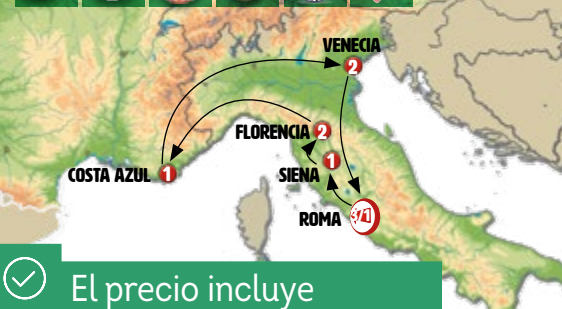 VENECIA
2
FLORENCIA 2
COSTA AZUL 1
SIENA 1
ROMA 3/1
El precio incluye